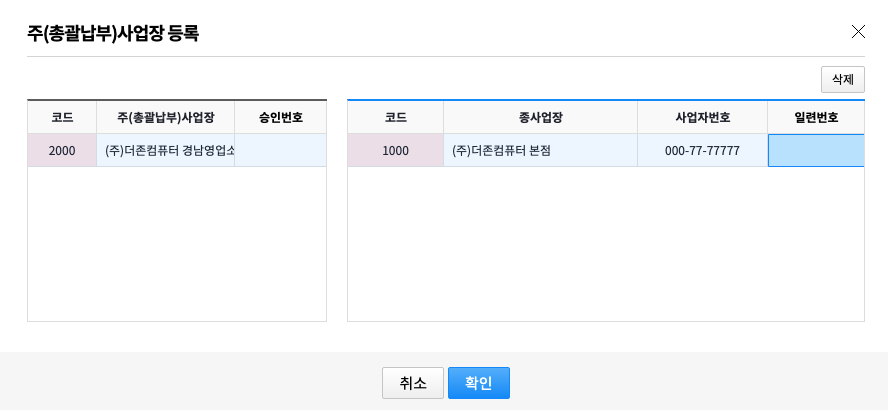 주(총괄납부)사업장 등록
삭제
코드 주(총괄납부)사업장 승인번호
2000 (주)더존컴퓨터 경남영업소
코드 종사업장 사업자번호 일련번호
1000 (주)더존컴퓨터 본점 000-77-77777
취소 확인